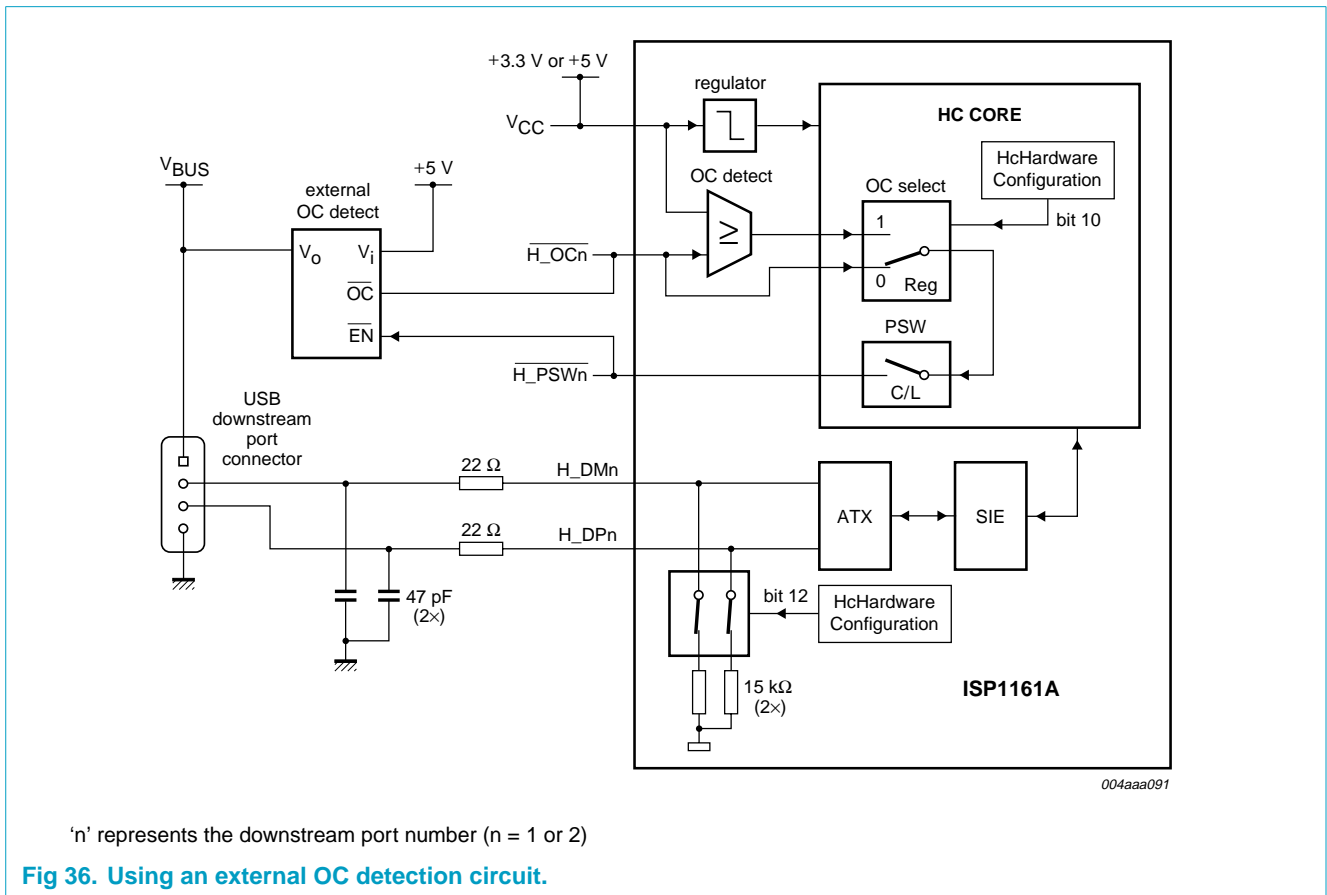 +3.3 V or +5 V
regulator
HC CORE
VCC
HcHardware
Configuration
VBUS
+5 V
OC detect
OC select
external
OC detect
1
bit 10
≥
VO
Vi
H_OCn
0
Reg
OC
PSW
EN
H_PSWn
C/L
USB
downstream
port
connector
22 Ω
H_DMn
ATX
SIE
22 Ω
H_DPn
47 pF
(2×)
bit 12
HcHardware
Configuration
15 kΩ
(2×)
ISP1161A
004aaa091
‘n’ represents the downstream port number (n = 1 or 2)
Fig 36. Using an external OC detection circuit.